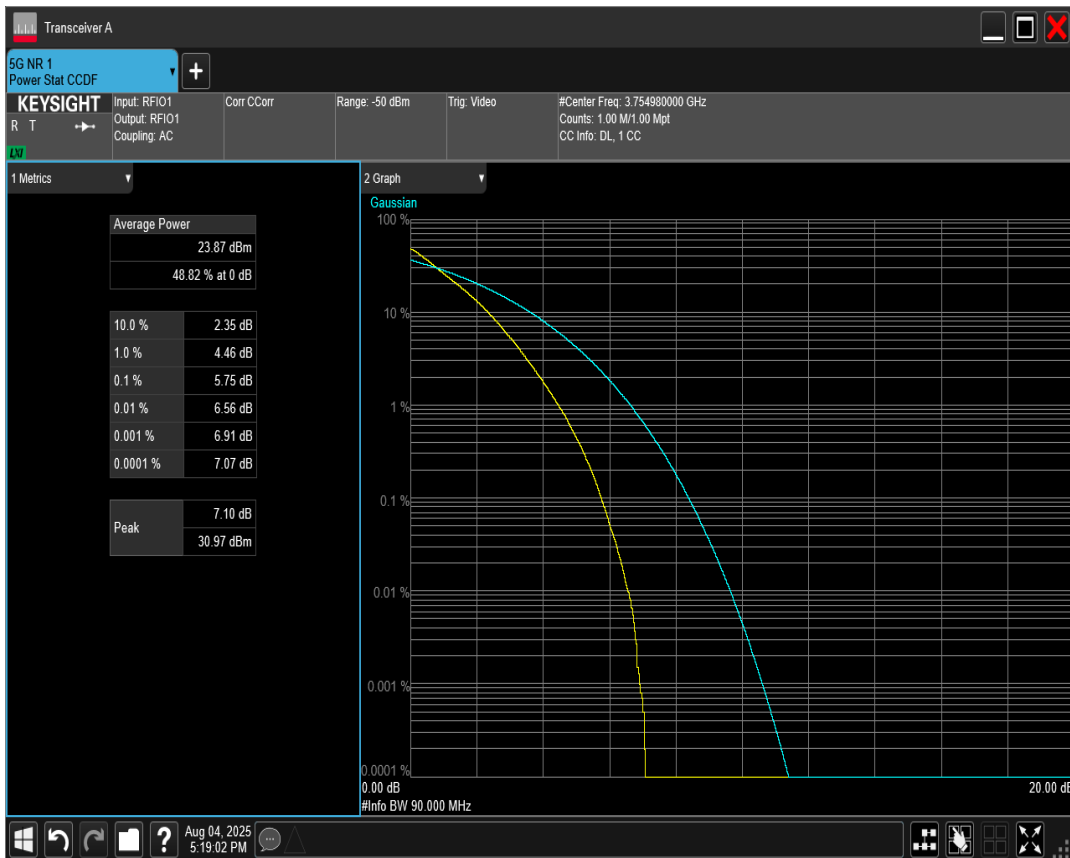 Transceiver A
5G NR 1
Power Stat CCDF
KEYSIGHT
R T
LXI
Input: RFIO1
Output: RFIO1
Coupling: AC
Corr CCorr
Range: -50 dBm
Trig: Video
#Center Freq: 3.754980000 GHz
Counts: 1.00 M/1.00 Mpt
CC Info: DL, 1 CC
1 Metrics
Average Power
23.87 dBm
48.82 % at 0 dB
10.0 % 2.35 dB
1.0 % 4.46 dB
0.1 % 5.75 dB
0.01 % 6.56 dB
0.001 % 6.91 dB
0.0001 % 7.07 dB
Peak
7.10 dB
30.97 dBm
2 Graph
Gaussian
100 %
10 %
1 %
0.1 %
0.01 %
0.001 %
0.0001 %
0.00 dB
20.00 dB
#Info BW 90.000 MHz
Aug 04, 2025
5:19:02 PM